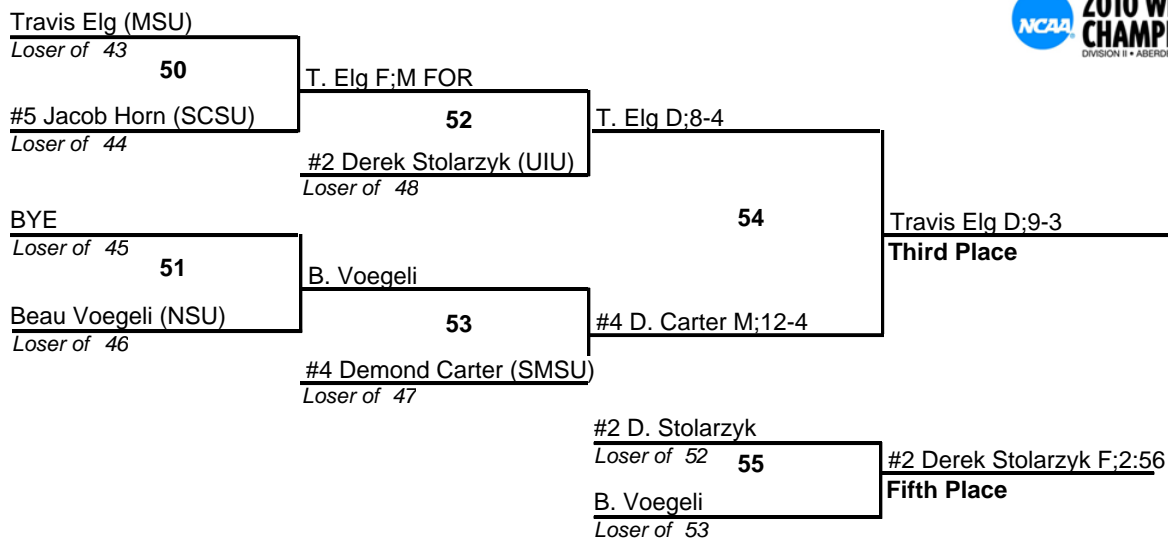 Travis Elg (MSU)
Loser of 43
50
#5 Jacob Horn (SCSU)
Loser of 44
T. Elg F;M FOR
52
#2 Derek Stolarzyk (UIU)
Loser of 48
T. Elg D;8-4
BYE
Loser of 45
51
Beau Voegeli (NSU)
Loser of 46
B. Voegeli
53
#4 Demond Carter (SMSU)
Loser of 47
54
#4 D. Carter M;12-4
Travis Elg D;9-3
Third Place
#2 D. Stolarzyk
Loser of 52
55
B. Voegeli
Loser of 53
#2 Derek Stolarzyk F;2:56
Fifth Place
NCAA
2010
DIVISION II •